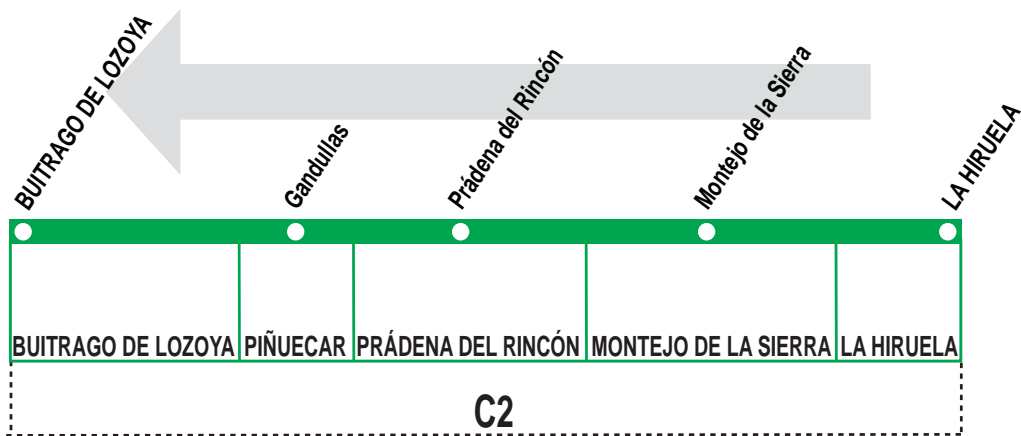 BUITRAGO DE LOZOYA
Gandullas
Prádena del Rincón
Montejo de la Sierra
LA HIRUELA
BUITRAGO DE LOZOYA
PIÑUECAR
PRÁDENA DEL RINCÓN
MONTEJO DE LA SIERRA
LA HIRUELA
C2